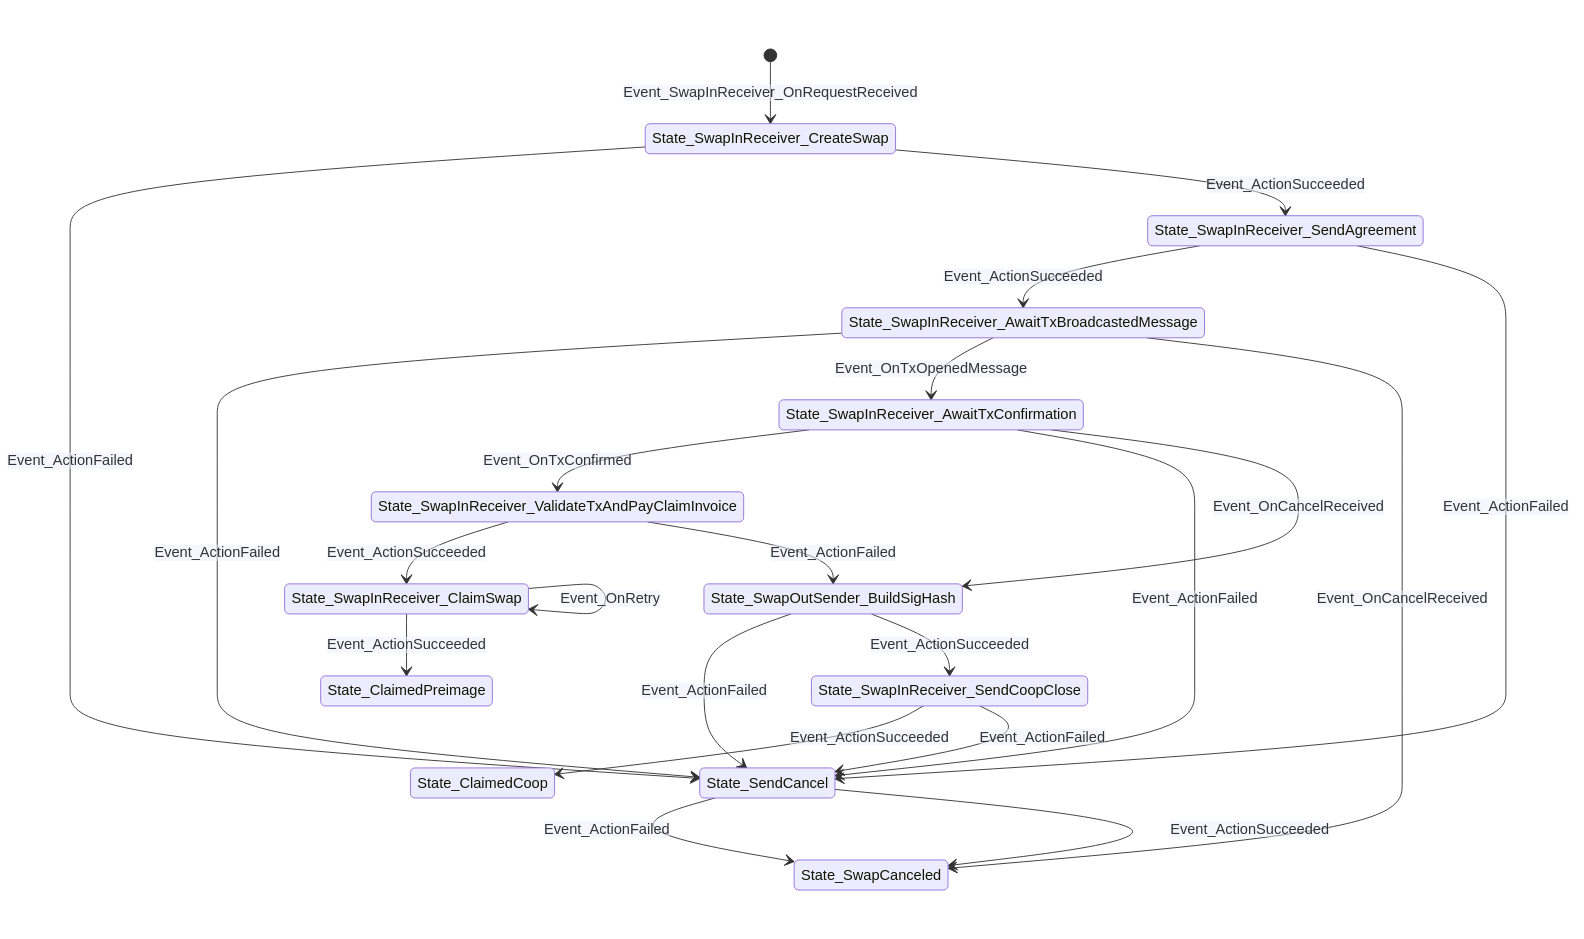 Event_SwapInReceiver_OnRequestReceived
State_SwapInReceiver_CreateSwap
Event_ActionSucceeded
State_SwapInReceiver_SendAgreement
Event_ActionSucceeded
State_SwapInReceiver_AwaitTxBroadcastedMessage
Event_OnTxOpenedMessage
State_SwapInReceiver_AwaitTxConfirmation
Event_ActionFailed
Event_OnTxConfirmed
State_SwapInReceiver_ValidateTxAndPayClaimInvoice
Event_OnCancelReceived
Event_ActionFailed
Event_ActionFailed
Event_ActionSucceeded
Event_ActionFailed
State_SwapInReceiver_ClaimSwap
Event_OnRetry
State_SwapOutSender_BuildSigHash
Event_ActionFailed
Event_OnCancelReceived
Event_ActionSucceeded
Event_ActionSucceeded
State_ClaimedPreimage
Event_ActionFailed
State_SwapInReceiver_SendCoopClose
Event_ActionSucceeded
Event_ActionFailed
State_ClaimedCoop
State_SendCancel
Event_ActionFailed
Event_ActionSucceeded
State_SwapCanceled